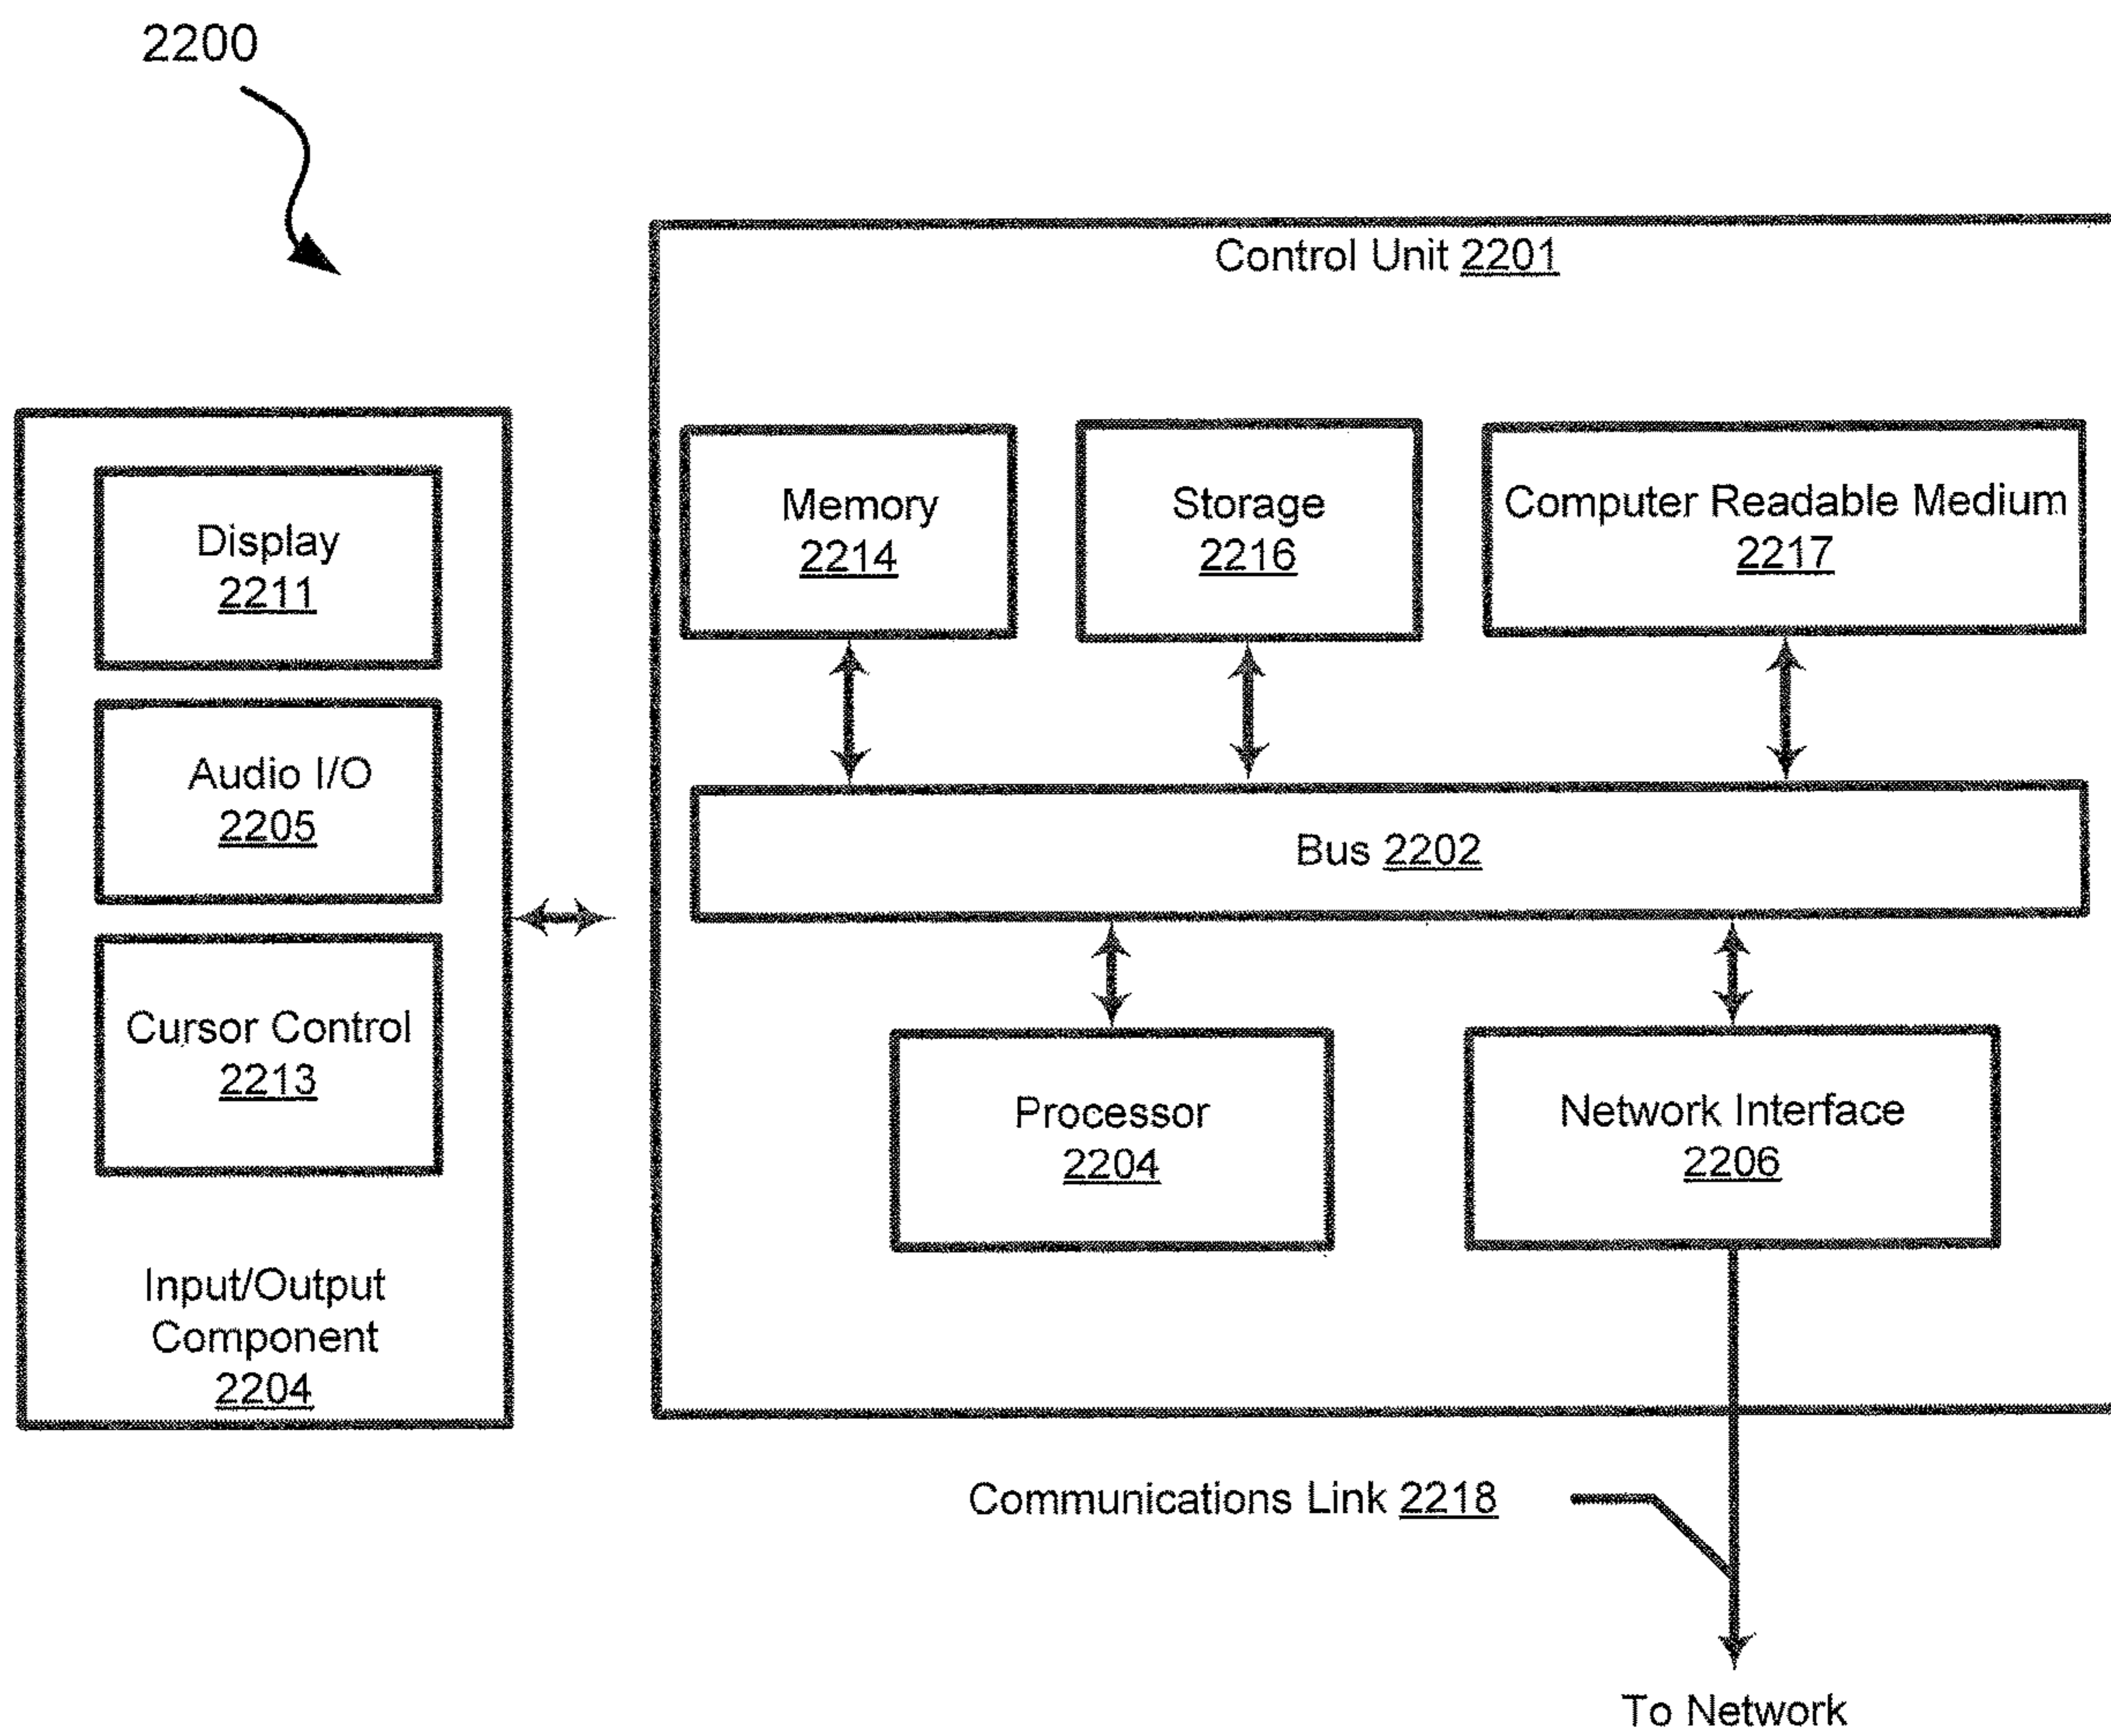 2200
Control Unit 2201
Display
2211
Audio I/O
2205
Cursor Control
2213
Input/Output
Component
2204
Memory
2214
Storage
2216
Computer Readable Medium
2217
Bus 2202
Processor
2204
Network Interface
2206
Communications Link 2218
To Network